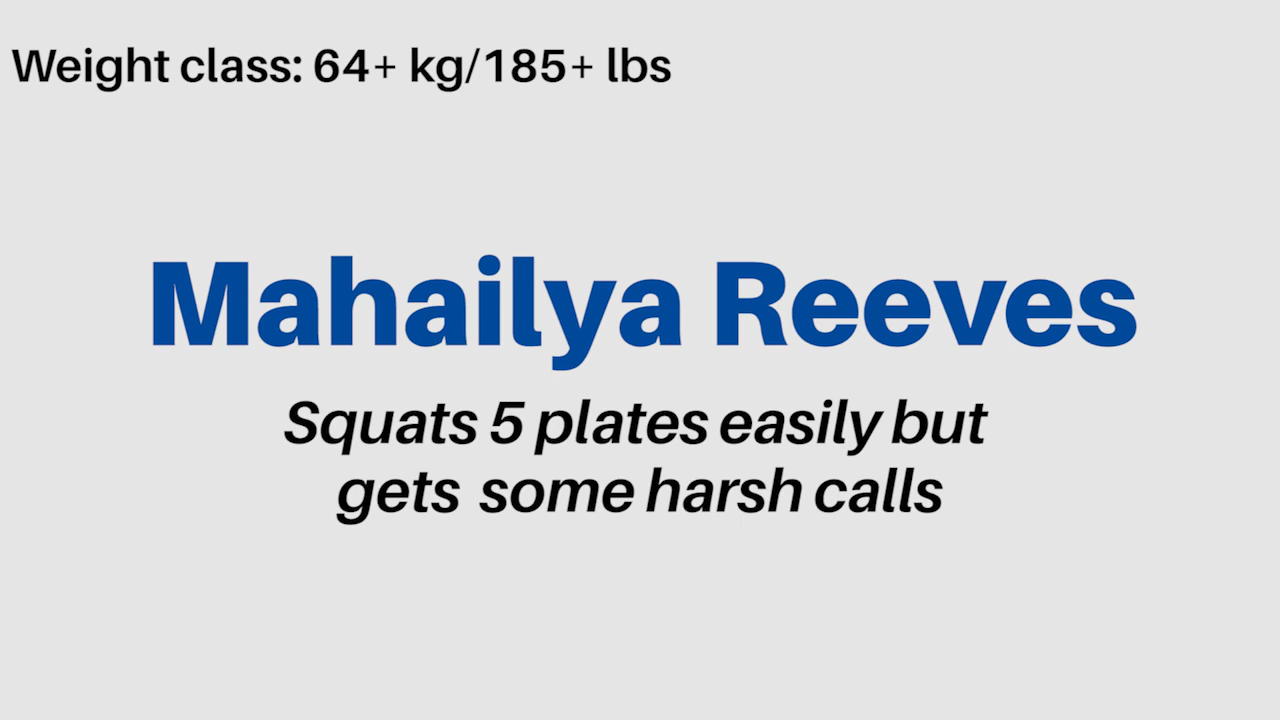 Weight class: 64+ kg/185+ lbs
Mahailya Reeves
Squats 5 plates easily but
gets some harsh calls